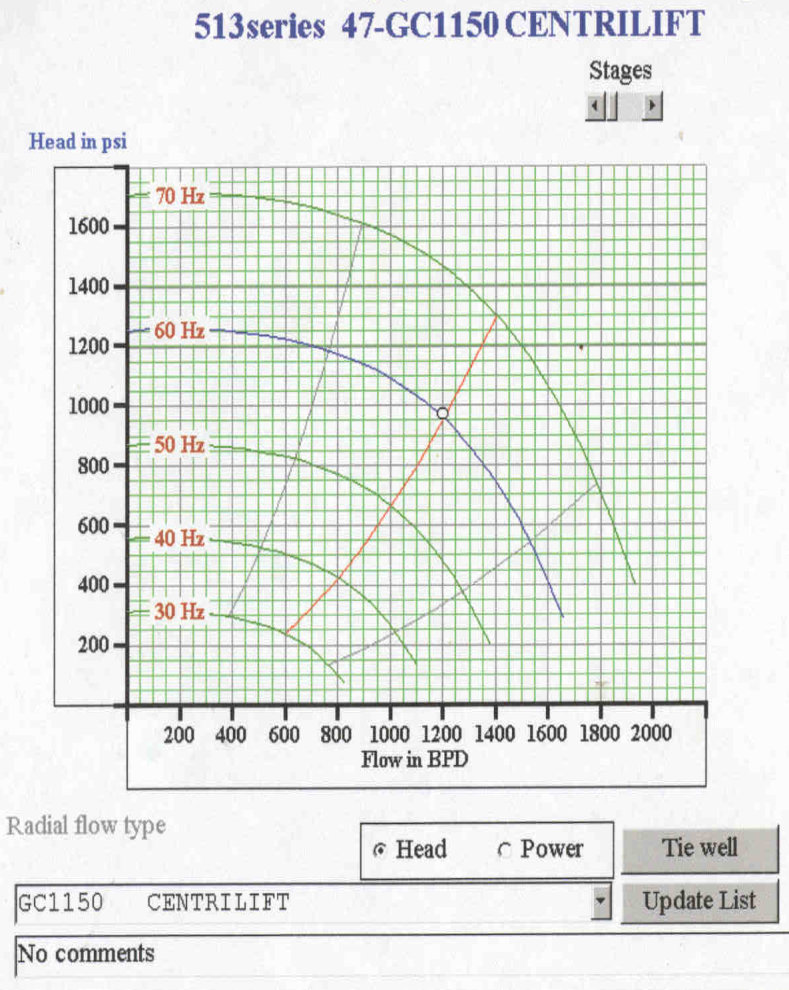 513series 47-GC1150 CENTRILIFT
Stages
Head in psi
70 Hz
1600
1400
60 Hz
1200
1000
50 Hz
800
600
40 Hz
400
30 Hz
200
200 400 600 800 1000 1200 1400 1600 1800 2000
Flow in BPD
Radial flow type
Head Power
Tie well
GC1150 CENTRILIFT
Update List
No comments